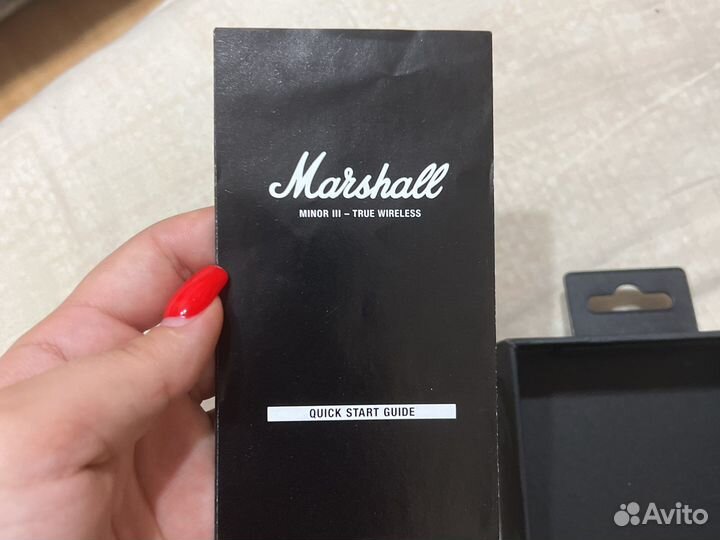 Marshall
MINOR III – TRUE WIRELESS
QUICK START GUIDE
Avito